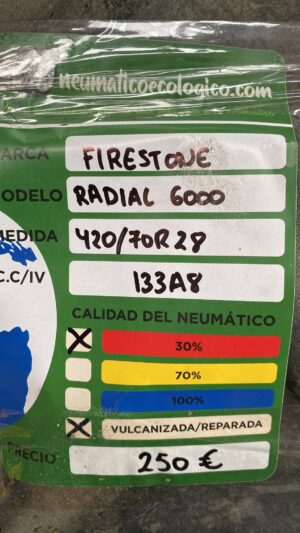 neumaticoecologico.com
ARCA FIRESTONE
ODELO RADIAL 6000
MEDIDA 420/70R28
C.C/IV 133A8
CALIDAD DEL NEUMÁTICO
X 30%
70%
100%
X VULCANIZADA/REPARADA
PRECIO 250 €